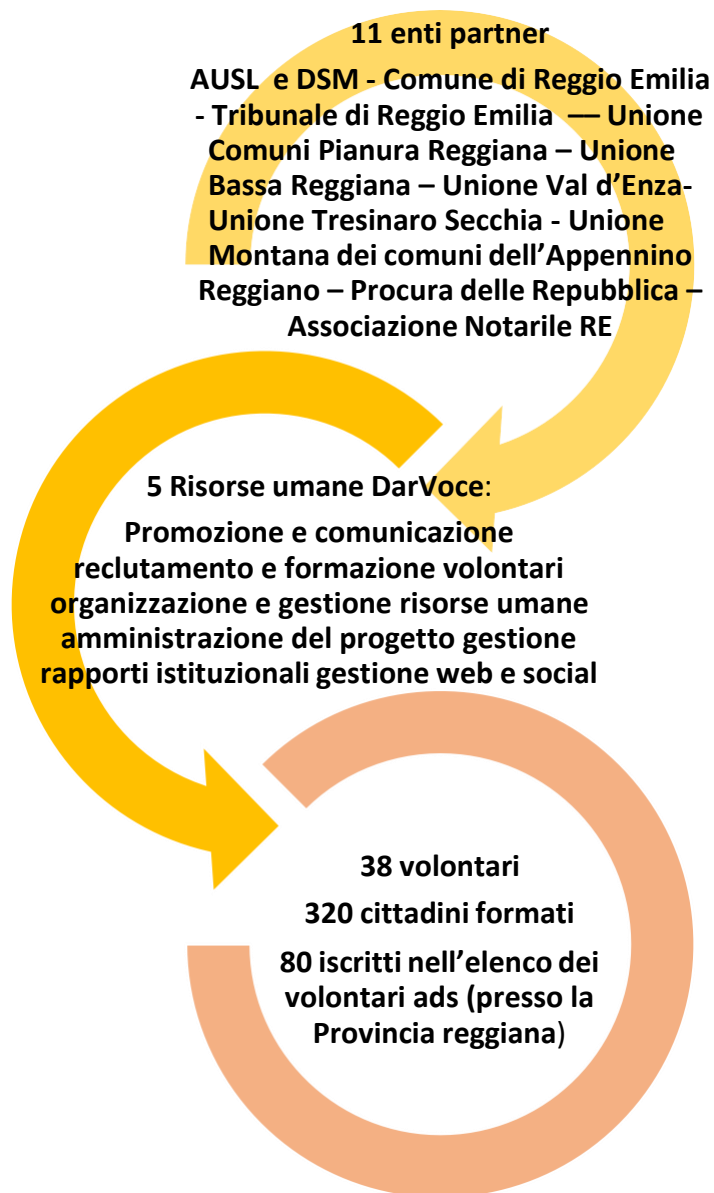 11 enti partner
AUSL e DSM - Comune di Reggio Emilia
- Tribunale di Reggio Emilia –– Unione
Comuni Pianura Reggiana – Unione
Bassa Reggiana – Unione Val d’Enza-
Unione Tresinaro Secchia - Unione
Montana dei comuni dell’Appennino
Reggiano – Procura delle Repubblica –
Associazione Notarile RE
5 Risorse umane DarVoce:
Promozione e comunicazione
reclutamento e formazione volontari
organizzazione e gestione risorse umane
amministrazione del progetto gestione
rapporti istituzionali gestione web e social
38 volontari
320 cittadini formati
80 iscritti nell’elenco dei
volontari ads (presso la
Provincia reggiana)